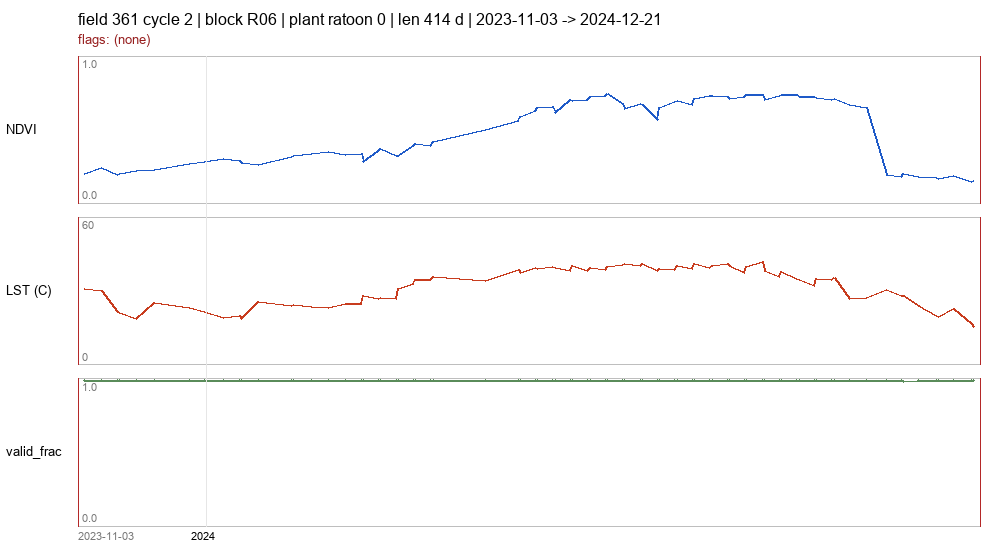 field 361 cycle 2 | block R06 | plant ratoon 0 | len 414 d | 2023-11-03 -> 2024-12-21
flags: (none)
1.0
NDVI
0.0
60
LST (C)
0
1.0
valid_frac
0.0
2023-11-03
2024